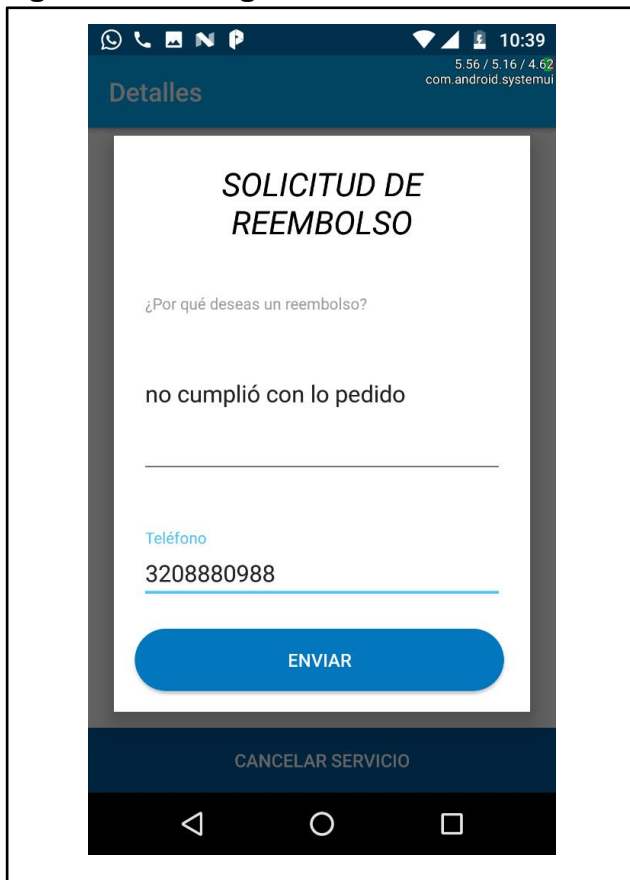 10:39
5.56 / 5.16 / 4.62
com.android.systemui
Detalles
SOLICITUD DE
REEMBOLSO
¿Por qué deseas un reembolso?
no cumplió con lo pedido
Teléfono
3208880988
ENVIAR
CANCELAR SERVICIO